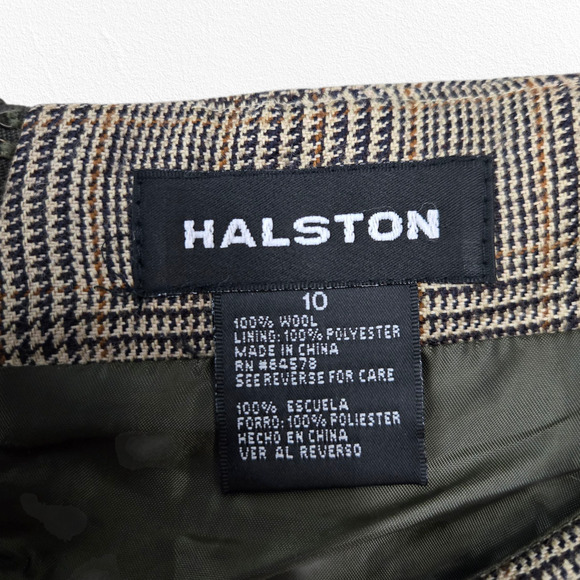 HALSTON
10
100% WOOL
LINING: 100% POLYESTER
MADE IN CHINA
RN #64578
SEE REVERSE FOR CARE
100% ESCUELA
FORRO: 100% POLIESTER
HECHO EN CHINA
VER AL REVERSO